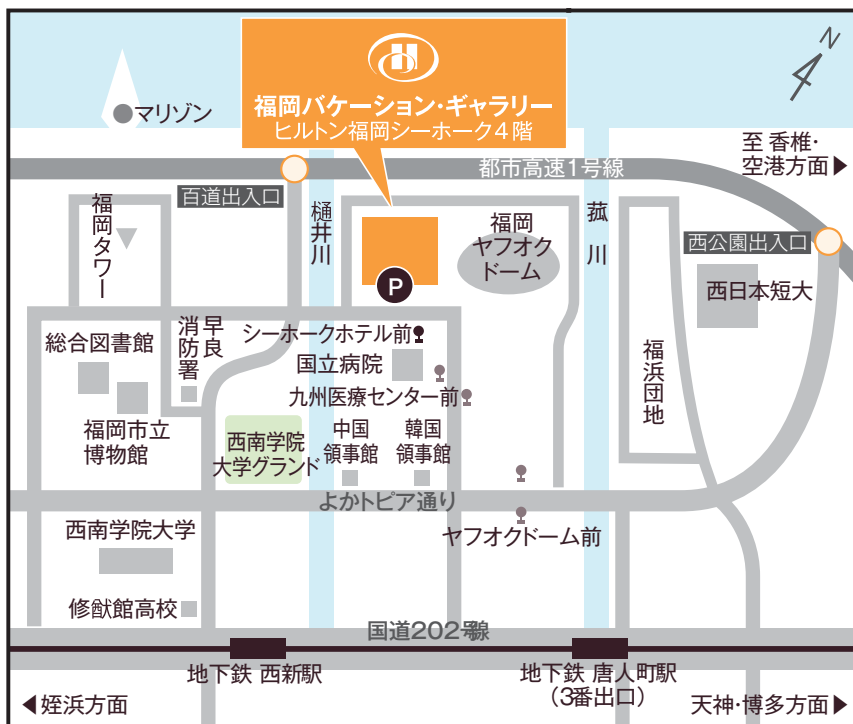 N
福岡バケーション・ギャラリー
ヒルトン福岡シーホーク4階
マリゾン
至 香椎・
空港方面▶
都市高速1号線
百道出入口
福岡タワー
樋井川
福岡
ヤフオク
ドーム
菰川
西公園出入口
西日本短大
P
シーホークホテル前
早良
消防署
総合図書館
国立病院
九州医療センター前
福浜団地
福岡市立
博物館
西南学院
大学グランド
中国
領事館
韓国
領事館
よかトピア通り
ヤフオクドーム前
西南学院大学
修猷館高校
国道202号線
地下鉄 西新駅
地下鉄 唐人町駅
（3番出口）
◀姪浜方面
天神・博多方面▶